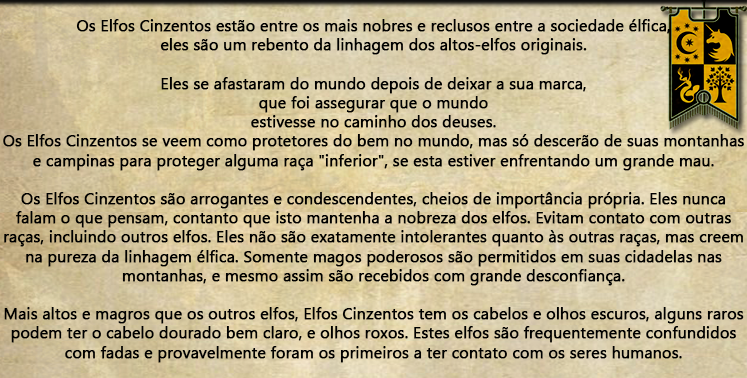 Os Elfos Cinzentos estão entre os mais nobres e reclusos entre a sociedade élfica,
eles são um rebento da linhagem dos altos-elfos originais.
Eles se afastaram do mundo depois de deixar a sua marca,
que foi assegurar que o mundo
estivesse no caminho dos deuses.
Os Elfos Cinzentos se veem como protetores do bem no mundo, mas só descerão de suas montanhas
e campinas para proteger alguma raça "inferior", se esta estiver enfrentando um grande mau.
Os Elfos Cinzentos são arrogantes e condescendentes, cheios de importância própria. Eles nunca
falam o que pensam, contanto que isto mantenha a nobreza dos elfos. Evitam contato com outras
raças, incluindo outros elfos. Eles não são exatamente intolerantes quanto às outras raças, mas creem
na pureza da linhagem élfica. Somente magos poderosos são permitidos em suas cidadelas nas
montanhas, e mesmo assim são recebidos com grande desconfiança.
Mais altos e magros que os outros elfos, Elfos Cinzentos tem os cabelos e olhos escuros, alguns raros
podem ter o cabelo dourado bem claro, e olhos roxos. Estes elfos são frequentemente confundidos
com fadas e provavelmente foram os primeiros a ter contato com os seres humanos.